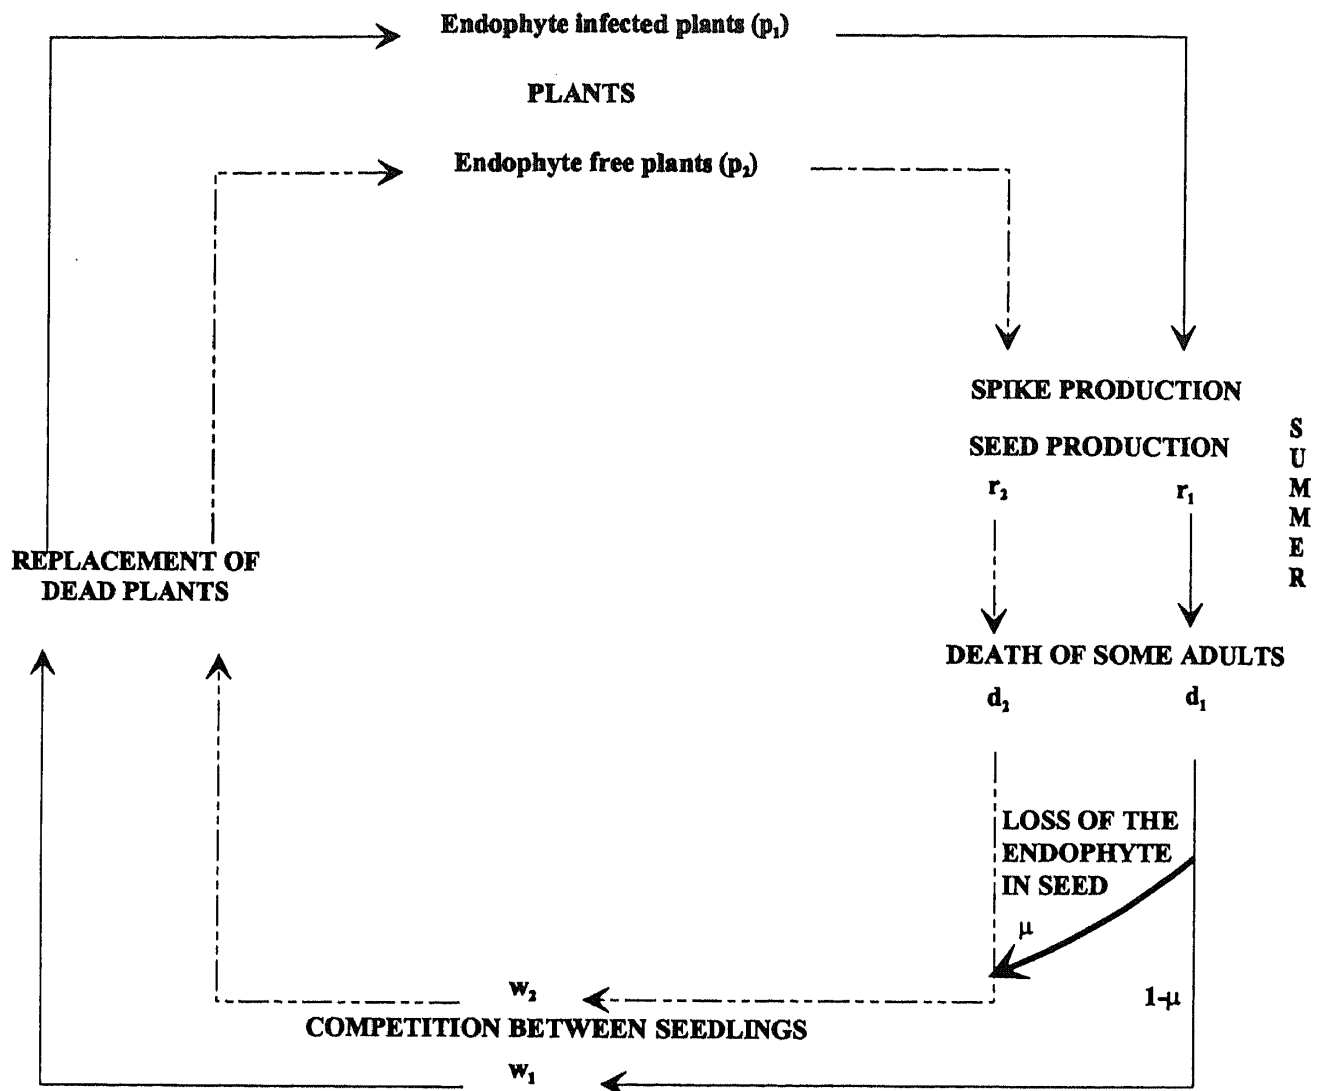 Endophyte infected plants (p₁)
PLANTS
Endophyte free plants (p₂)
SPIKE PRODUCTION
SEED PRODUCTION
r₂ r₁
SUMMER
REPLACEMENT OF
DEAD PLANTS
DEATH OF SOME ADULTS
d₂ d₁
LOSS OF THE
ENDOPHYTE
IN SEED
μ
1-μ
w₂
COMPETITION BETWEEN SEEDLINGS
w₁